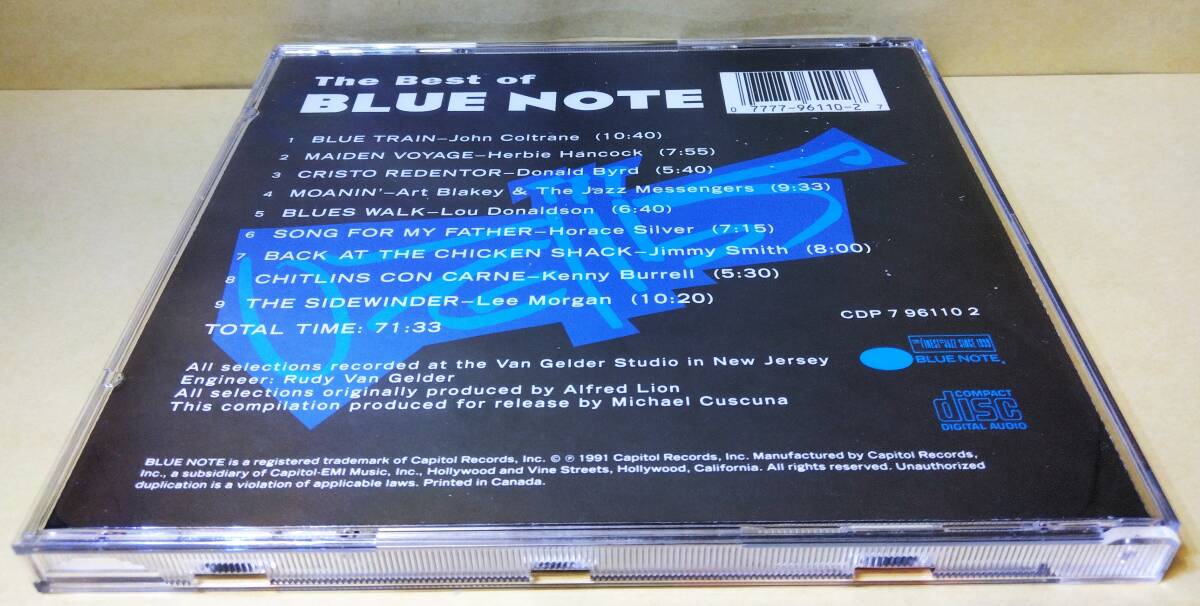 The Best of
BLUE NOTE
0 7777-96110-2 7
1 BLUE TRAIN–John Coltrane (10:40)
2 MAIDEN VOYAGE–Herbie Hancock (7:55)
3 CRISTO REDENTOR–Donald Byrd (5:40)
4 MOANIN'–Art Blakey & The Jazz Messengers (9:33)
5 BLUES WALK–Lou Donaldson (6:40)
6 SONG FOR MY FATHER–Horace Silver (7:15)
7 BACK AT THE CHICKEN SHACK–Jimmy Smith (8:00)
8 CHITLINS CON CARNE–Kenny Burrell (5:30)
9 THE SIDEWINDER–Lee Morgan (10:20)
TOTAL TIME: 71:33
CDP 7 96110 2
THE FINEST IN JAZZ SINCE 1939
BLUE NOTE
All selections recorded at the Van Gelder Studio in New Jersey
Engineer: Rudy Van Gelder
All selections originally produced by Alfred Lion
This compilation produced for release by Michael Cuscuna
COMPACT
disc
DIGITAL AUDIO
BLUE NOTE is a registered trademark of Capitol Records, Inc. © ℗ 1991 Capitol Records, Inc. Manufactured by Capitol Records,
Inc., a subsidiary of Capitol-EMI Music, Inc., Hollywood and Vine Streets, Hollywood, California. All rights reserved. Unauthorized
duplication is a violation of applicable laws. Printed in Canada.